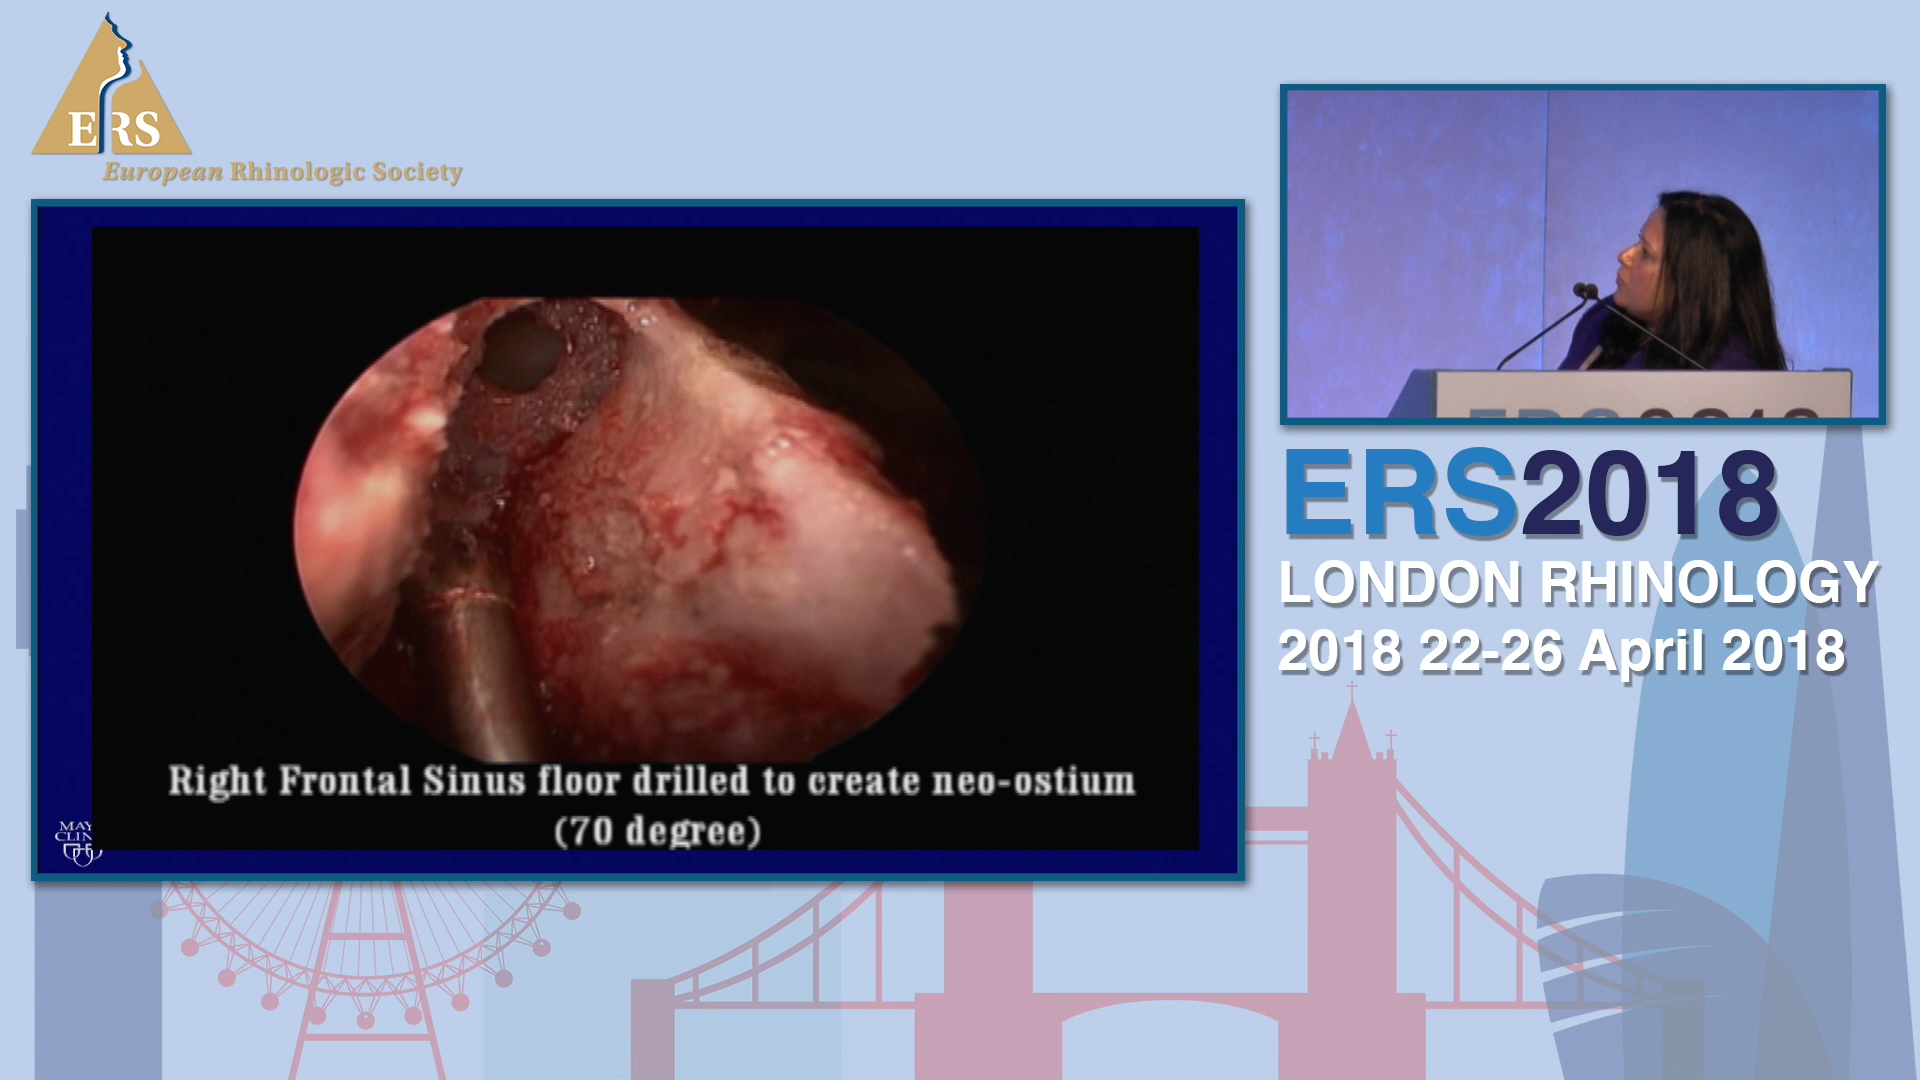 ERS
European Rhinologic Society
Right Frontal Sinus floor drilled to create neo-ostium
(70 degree)
ERS2018
LONDON RHINOLOGY
2018 22-26 April 2018